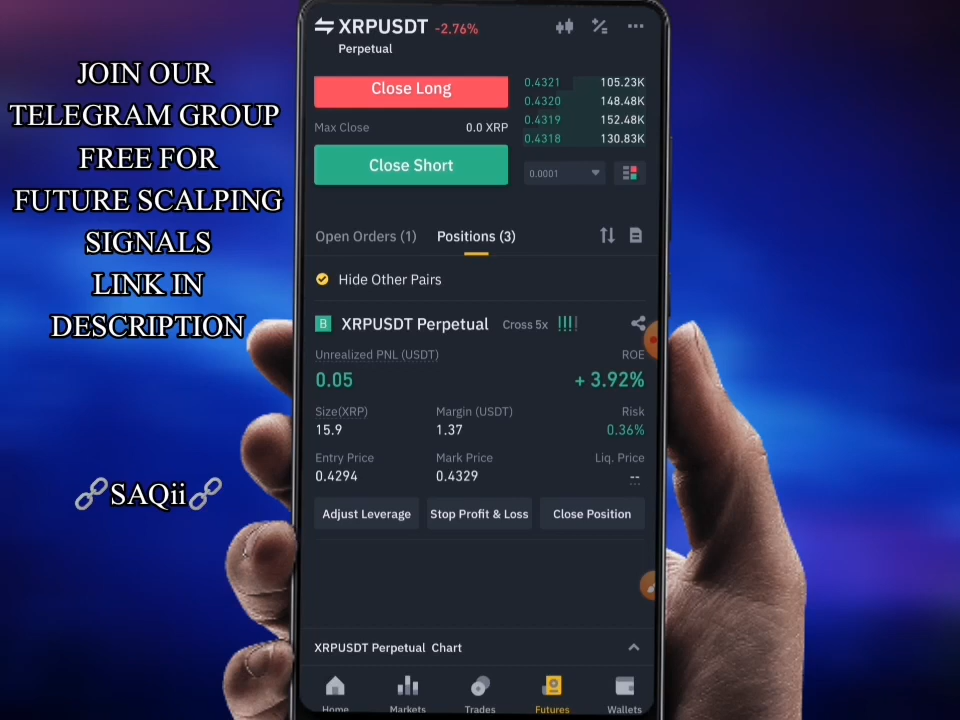 JOIN OUR
TELEGRAM GROUP
FREE FOR
FUTURE SCALPING
SIGNALS
LINK IN
DESCRIPTION
🔗SAQii🔗
XRPUSDT -2.76%
Perpetual
Close Long
Max Close 0.0 XRP
Close Short
0.4321 105.23K
0.4320 148.48K
0.4319 152.48K
0.4318 130.83K
0.0001
Open Orders (1) Positions (3)
Hide Other Pairs
B XRPUSDT Perpetual Cross 5x !!!!
Unrealized PNL (USDT) ROE
0.05 + 3.92%
Size(XRP) Margin (USDT) Risk
15.9 1.37 0.36%
Entry Price Mark Price Liq. Price
0.4294 0.4329 --
Adjust Leverage Stop Profit & Loss Close Position
XRPUSDT Perpetual Chart
Home Markets Trades Futures Wallets